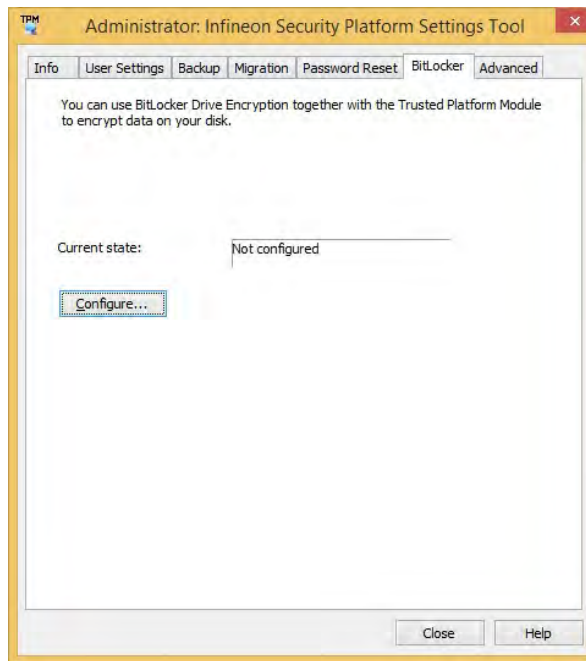 TPM
Administrator: Infineon Security Platform Settings Tool
Info User Settings Backup Migration Password Reset BitLocker Advanced
You can use BitLocker Drive Encryption together with the Trusted Platform Module
to encrypt data on your disk.
Current state: Not configured
Configure...
Close Help